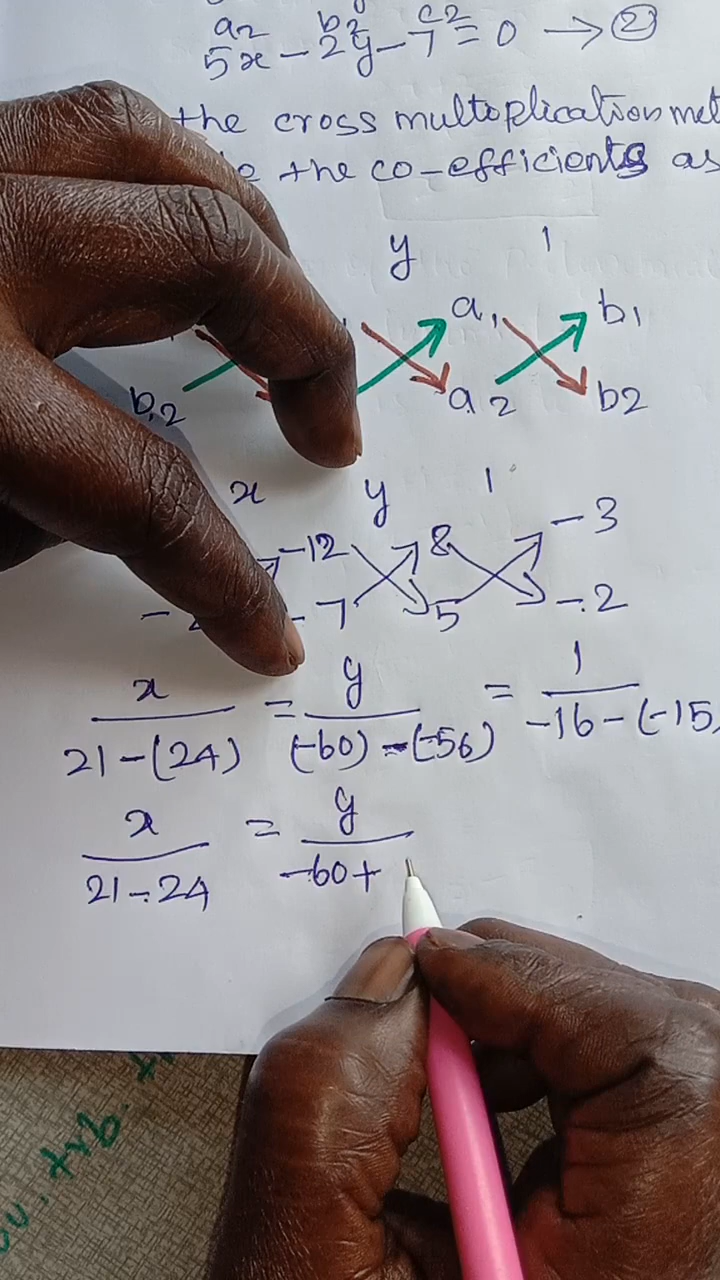 a2 b2 c2
5x - 2y - 7 = 0 → ②
the cross multoplication met
the co-efficients as
y 1
a1 b1
b2 a2 b2
x y 1
-12 8 -3
- -7 5 -2
x/21-(24) = y/(-60)-(-56) = 1/-16-(-15)
x/21-24 = y/-60+